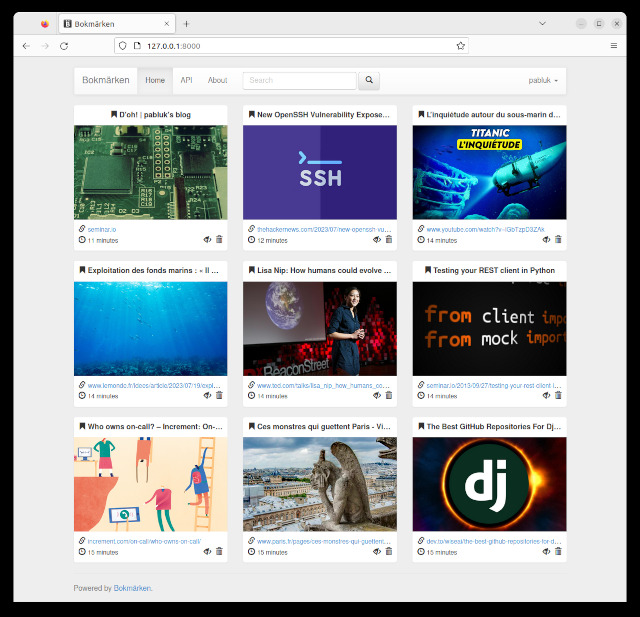 Bokmärken
127.0.0.1:8000
Bokmärken Home API About Search pabluk
D'oh! | pabluk's blog
seminar.io
11 minutes
New OpenSSH Vulnerability Expose...
SSH
thehackernews.com/2023/07/new-openssh-vu...
12 minutes
L'inquiétude autour du sous-marin d...
TITANIC
L'INQUIÉTUDE
www.youtube.com/watch?v=IGbTzpD3ZAk
14 minutes
Exploitation des fonds marins : « Il ...
www.lemonde.fr/idees/article/2023/07/19/expl...
14 minutes
Lisa Nip: How humans could evolve ...
BeaconStreet
www.ted.com/talks/lisa_nip_how_humans_co...
14 minutes
Testing your REST client in Python
from client impo
from mock import
seminar.io/2013/09/27/testing-your-rest-client-i...
14 minutes
Who owns on-call? – Increment: On-...
increment.com/on-call/who-owns-on-call/
15 minutes
Ces monstres qui guettent Paris - Vi...
www.paris.fr/pages/ces-monstres-qui-guettent...
15 minutes
The Best GitHub Repositories For Dj...
dj
dev.to/wiseai/the-best-github-repositories-for-d...
15 minutes
Powered by Bokmärken.